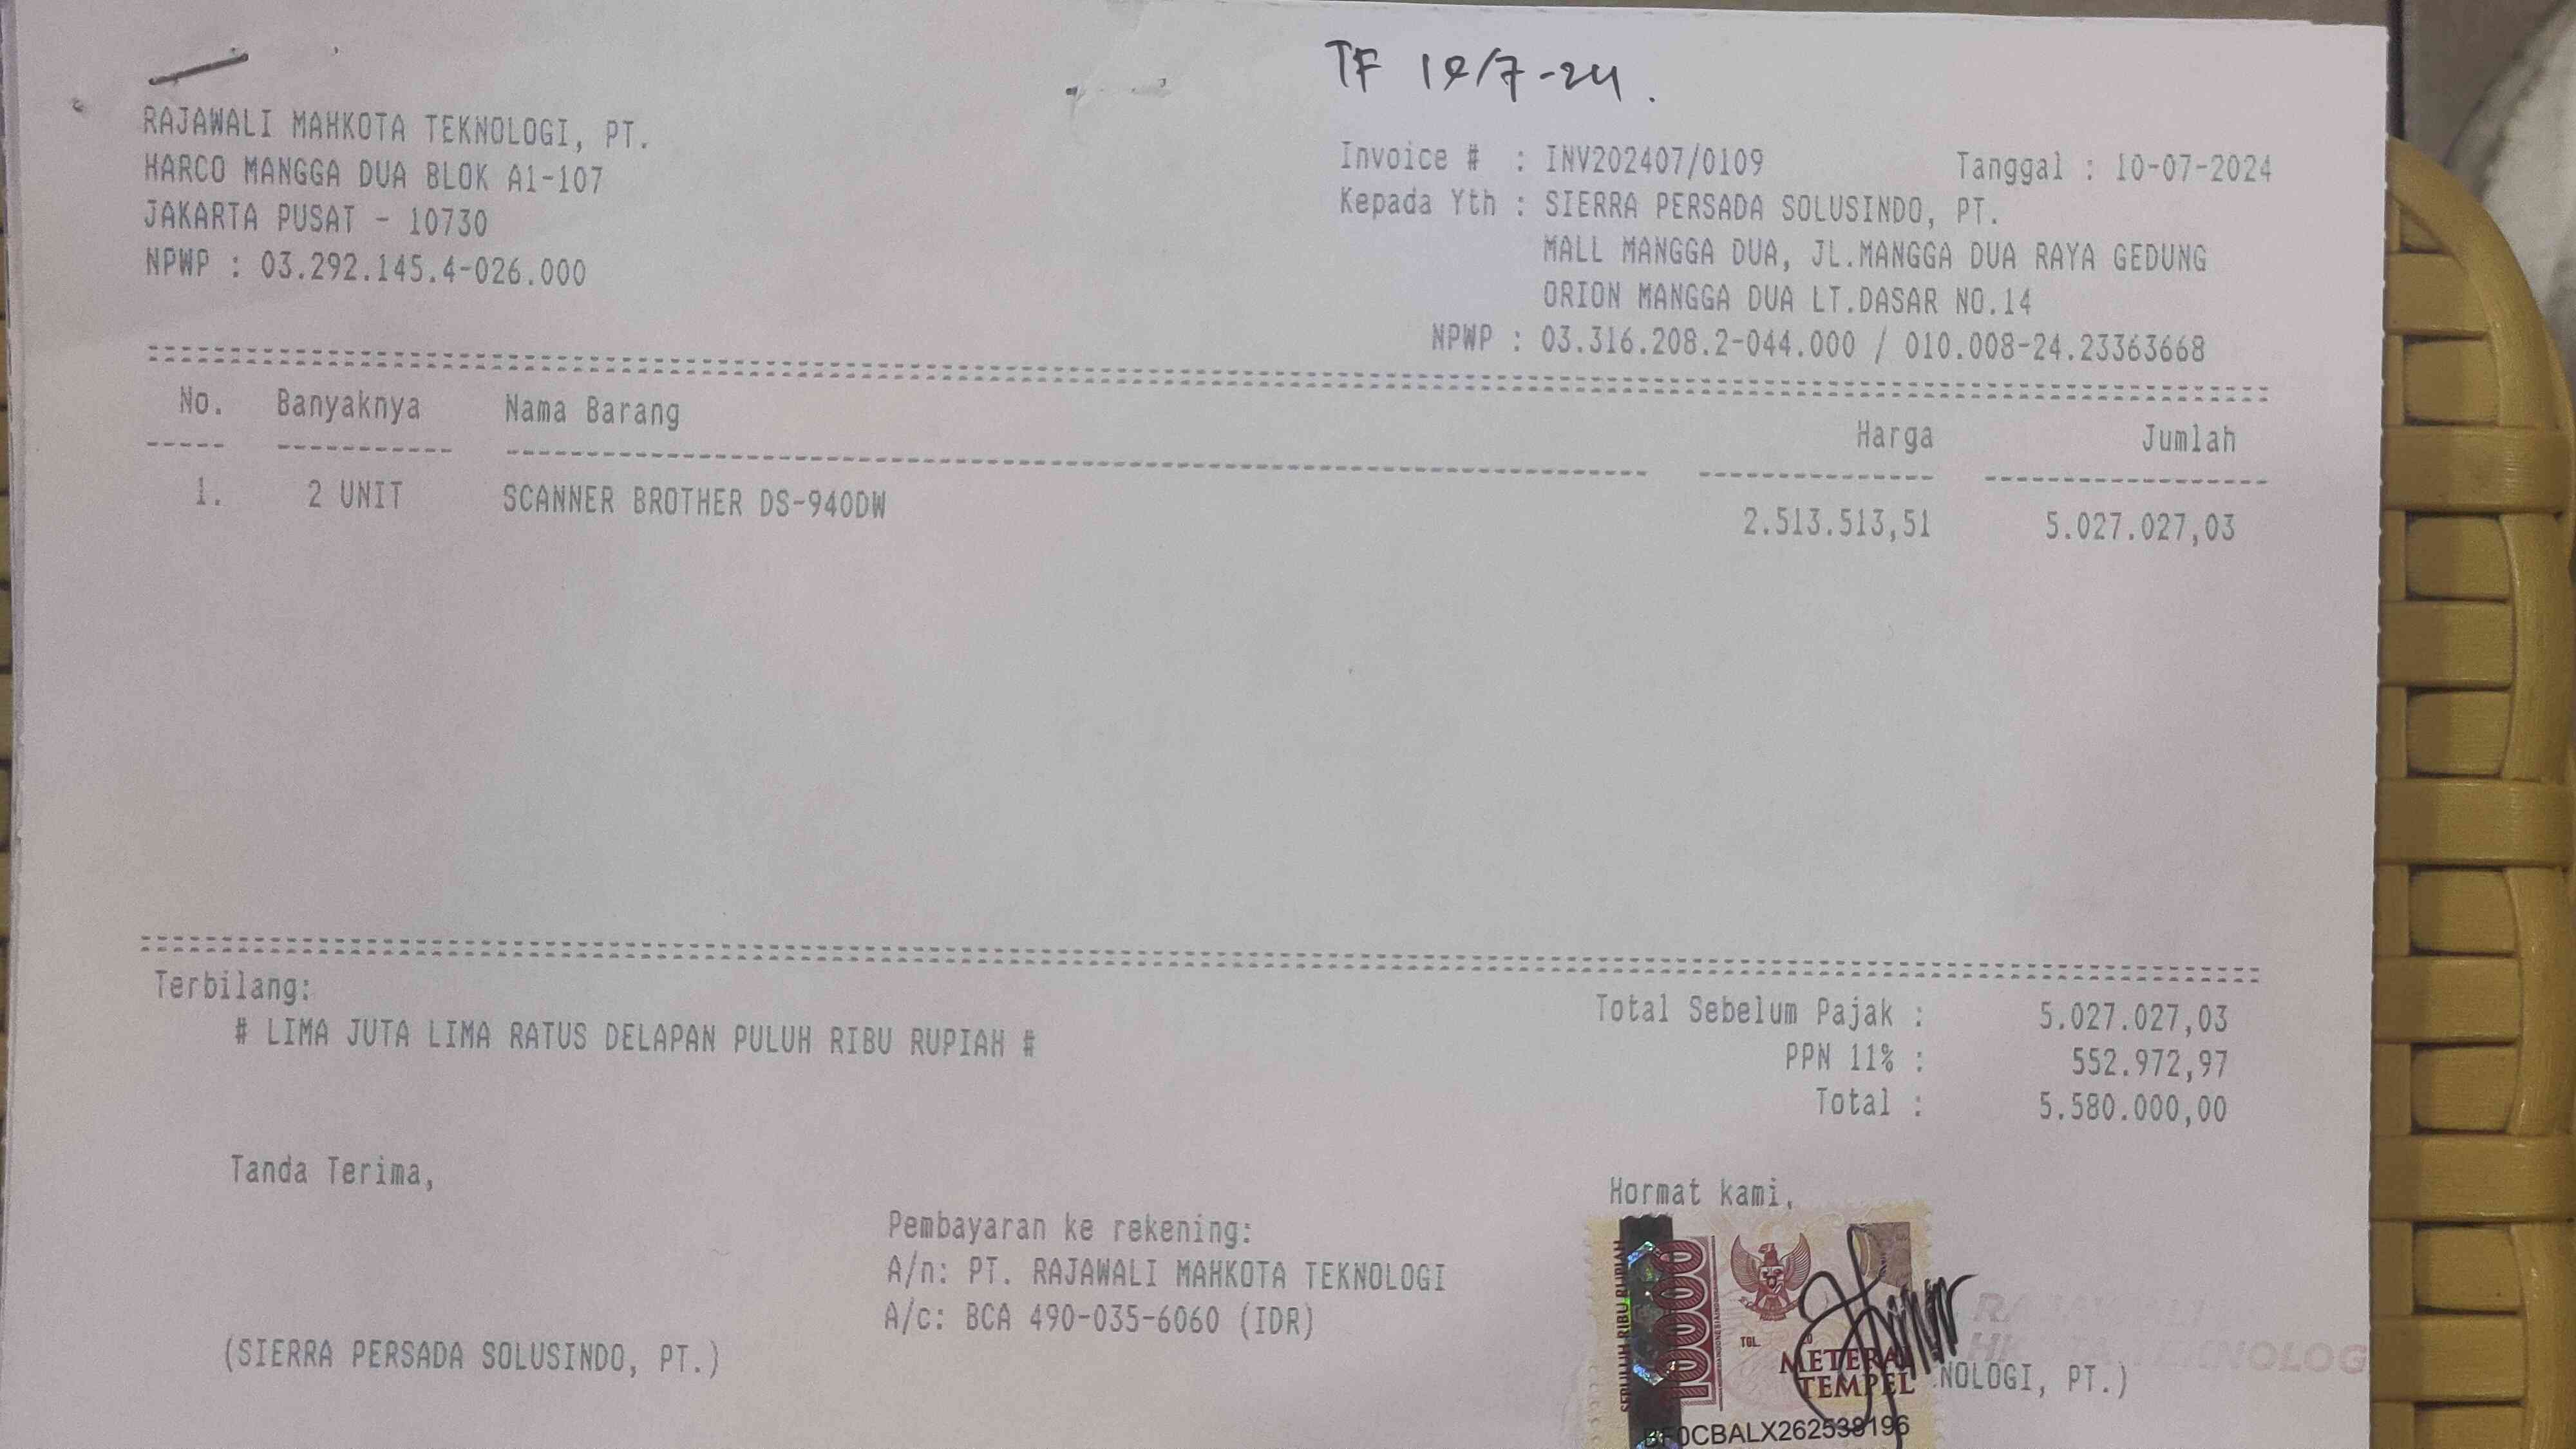 TF 18/7-24.
RAJAWALI MAHKOTA TEKNOLOGI, PT.
HARCO MANGGA DUA BLOK A1-107
JAKARTA PUSAT - 10730
NPWP : 03.292.145.4-026.000
Invoice # : INV202407/0109 Tanggal : 10-07-2024
Kepada Yth : SIERRA PERSADA SOLUSINDO, PT.
MALL MANGGA DUA, JL.MANGGA DUA RAYA GEDUNG
ORION MANGGA DUA LT.DASAR NO.14
NPWP : 03.316.208.2-044.000 / 010.008-24.23363668
No. Banyaknya Nama Barang Harga Jumlah
1. 2 UNIT SCANNER BROTHER DS-940DW 2.513.513,51 5.027.027,03
Terbilang:
# LIMA JUTA LIMA RATUS DELAPAN PULUH RIBU RUPIAH #
Total Sebelum Pajak : 5.027.027,03
PPN 11% : 552.972,97
Total : 5.580.000,00
Tanda Terima,
(SIERRA PERSADA SOLUSINDO, PT.)
Pembayaran ke rekening:
A/n: PT. RAJAWALI MAHKOTA TEKNOLOGI
A/c: BCA 490-035-6060 (IDR)
Hormat kami,
SEPULUH RIBU RUPIAH
10000
TGL. 20
METERAI
TEMPEL
NOLOGI, PT.)